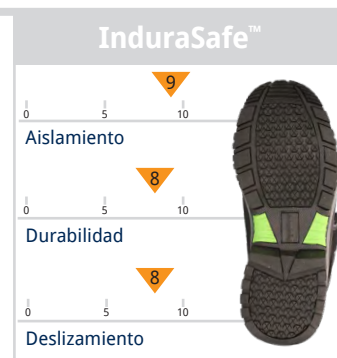 InduraSafe™
9
0 5 10
Aislamiento
8
0 5 10
Durabilidad
8
0 5 10
Deslizamiento